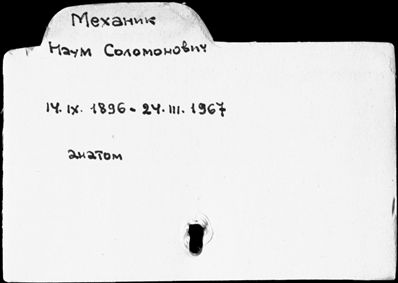 Механик
Наум Соломонович
14.IX.1896 - 24.III.1967
анатом